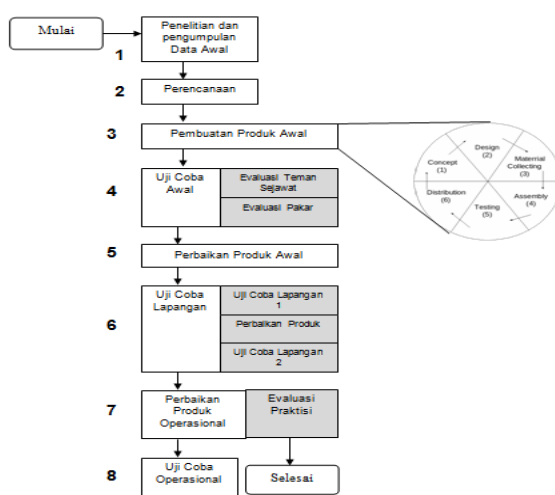 Mulai
Penelitian dan
pengumpulan
Data Awal
1
2
Perencanaan
3
Pembuatan Produk Awal
4
Uji Coba
Awal
Evaluasi Teman
Sejawat
Evaluasi Pakar
Concept
(1)
Design
(2)
Maternial
Collecting
(3)
Assembly
(4)
Testing
(5)
Distribution
(6)
5
Perbaikan Produk Awal
6
Uji Coba
Lapangan
Uji Coba Lapangan
1
Perbaikan Produk
Uji Coba Lapangan
2
7
Perbaikan
Produk
Operasional
Evaluasi
Praktisi
8
Uji Coba
Operasional
Selesai